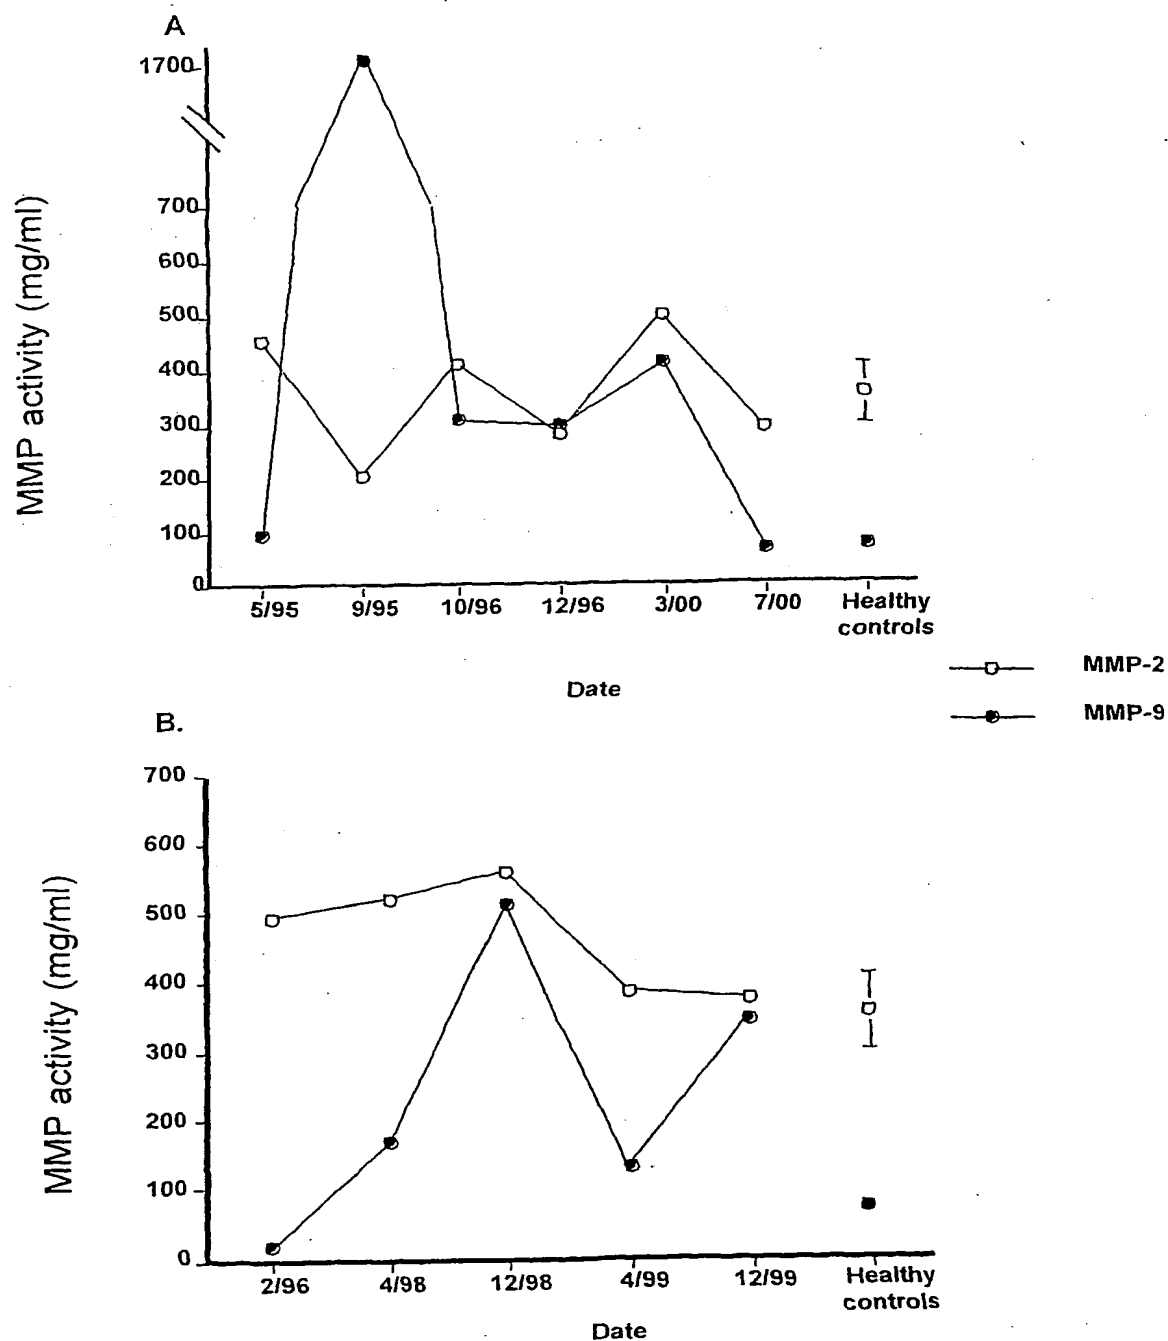 A
1700
700
600
500
400
300
200
100
0
MMP activity (mg/ml)
5/95 9/95 10/96 12/96 3/00 7/00 Healthy
controls
Date
MMP-2
MMP-9
B.
700
600
500
400
300
200
100
0
MMP activity (mg/ml)
2/96 4/98 12/98 4/99 12/99 Healthy
controls
Date